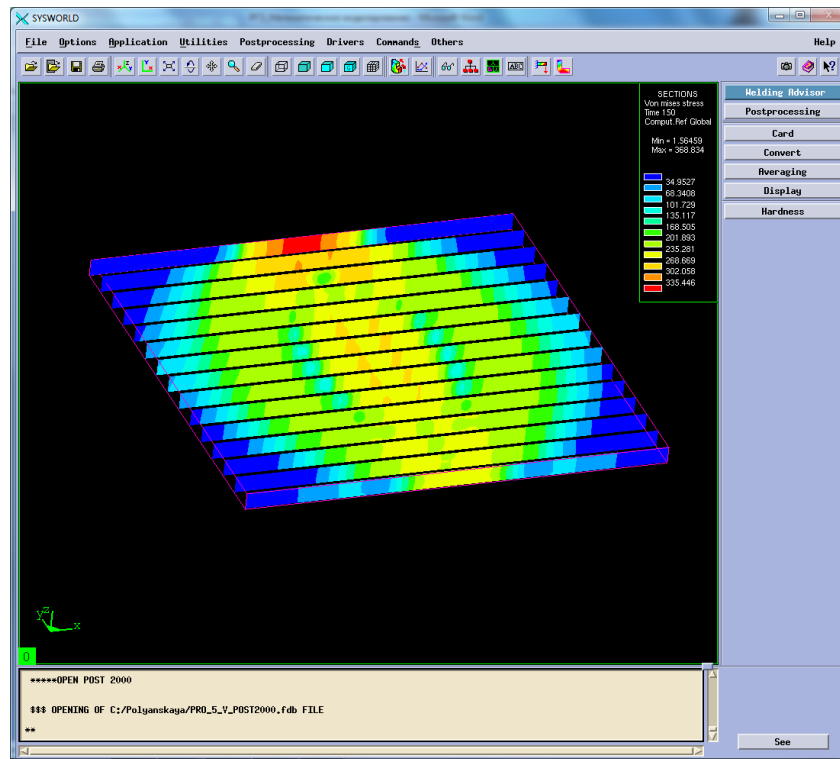 SYSWORLD
File Options Application Utilities Postprocessing Drivers Commands Others Help
ABC
SECTIONS
Von mises stress
Time 150
Comput.Ref Global
Min = 1.56459
Max = 368.834
34.9527
68.3408
101.729
135.117
168.505
201.893
235.281
268.669
302.058
335.446
Welding Advisor
Postprocessing
Card
Convert
Averaging
Display
Hardness
yz
x
0
*****OPEN POST 2000
$$$ OPENING OF C:/Polyanskaya/PRO_5_V_POST2000.fdb FILE
**
See